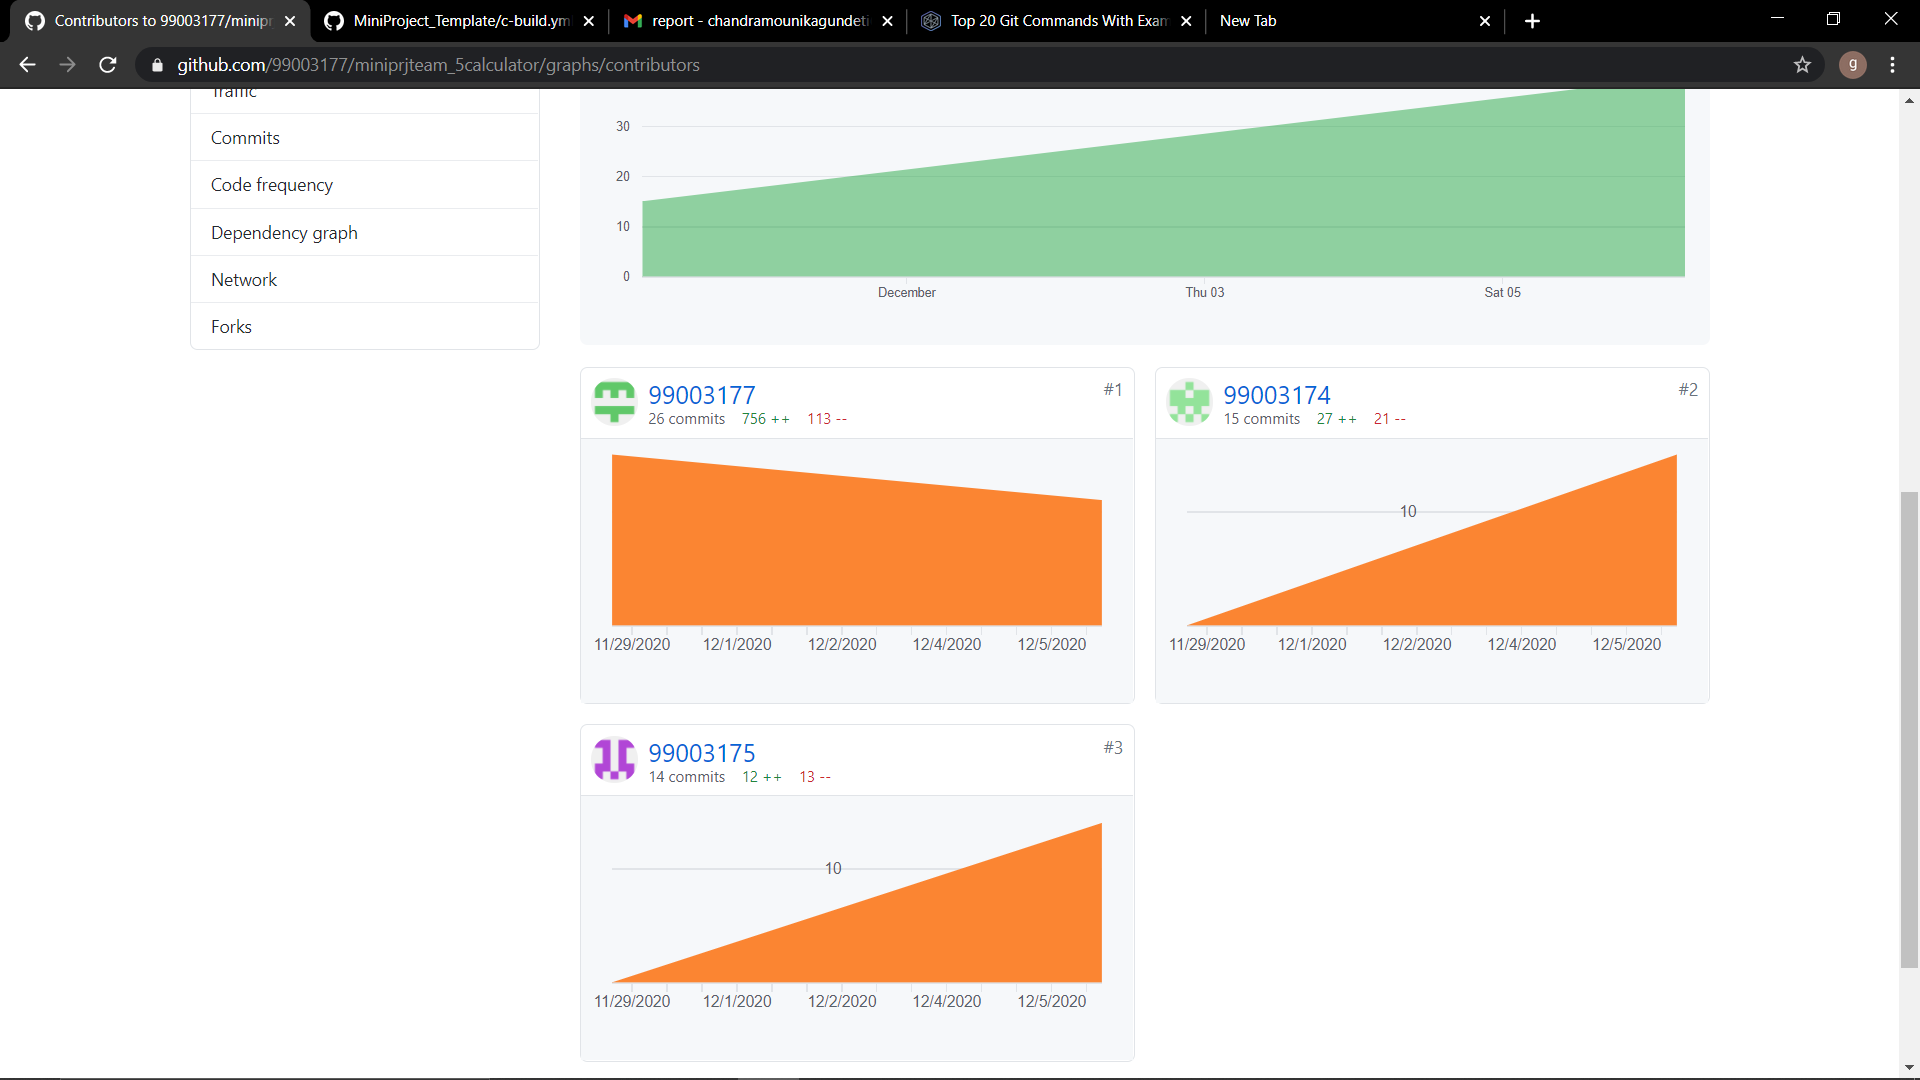 Contributors to 99003177/minipr
MiniProject_Template/c-build.ym
report - chandramounikagundeti
Top 20 Git Commands With Exam
New Tab
github.com/99003177/miniprjteam_5calculator/graphs/contributors
g
Traffic
Commits
Code frequency
Dependency graph
Network
Forks
30
20
10
0
December Thu 03 Sat 05
99003177 #1
26 commits 756 ++ 113 --
11/29/2020 12/1/2020 12/2/2020 12/4/2020 12/5/2020
99003174 #2
15 commits 27 ++ 21 --
10
11/29/2020 12/1/2020 12/2/2020 12/4/2020 12/5/2020
99003175 #3
14 commits 12 ++ 13 --
10
11/29/2020 12/1/2020 12/2/2020 12/4/2020 12/5/2020